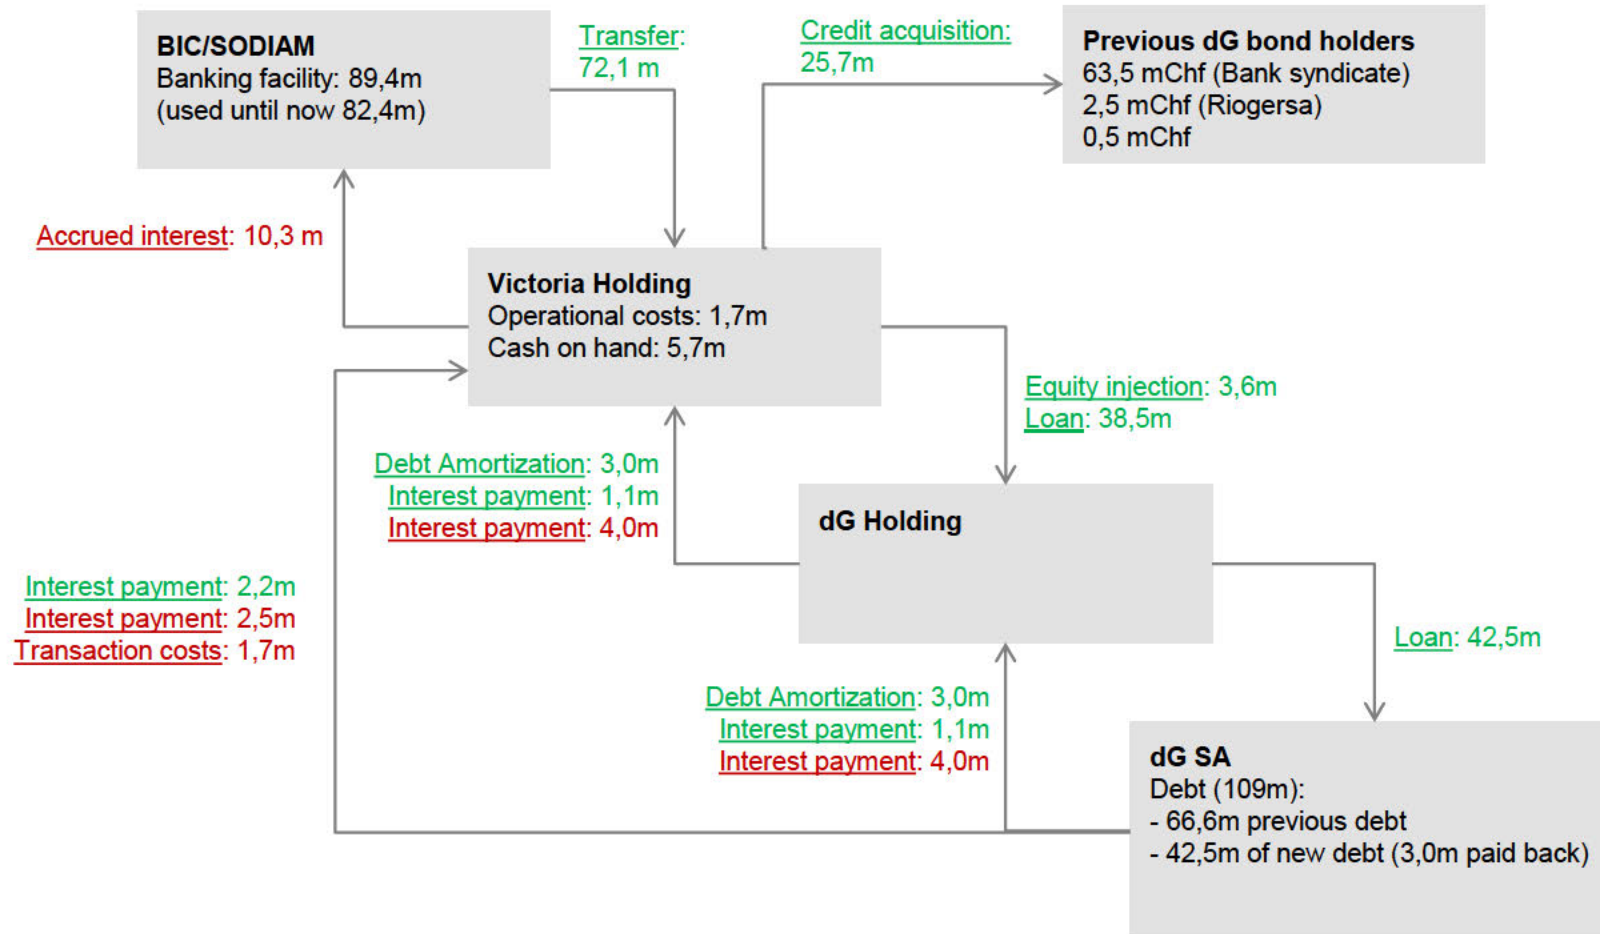 BIC/SODIAM
Banking facility: 89,4m
(used until now 82,4m)
Transfer:
72,1 m
Credit acquisition:
25,7m
Previous dG bond holders
63,5 mChf (Bank syndicate)
2,5 mChf (Riogersa)
0,5 mChf
Accrued interest: 10,3 m
Victoria Holding
Operational costs: 1,7m
Cash on hand: 5,7m
Equity injection: 3,6m
Loan: 38,5m
Debt Amortization: 3,0m
Interest payment: 1,1m
Interest payment: 4,0m
dG Holding
Interest payment: 2,2m
Interest payment: 2,5m
Transaction costs: 1,7m
Loan: 42,5m
Debt Amortization: 3,0m
Interest payment: 1,1m
Interest payment: 4,0m
dG SA
Debt (109m):
- 66,6m previous debt
- 42,5m of new debt (3,0m paid back)